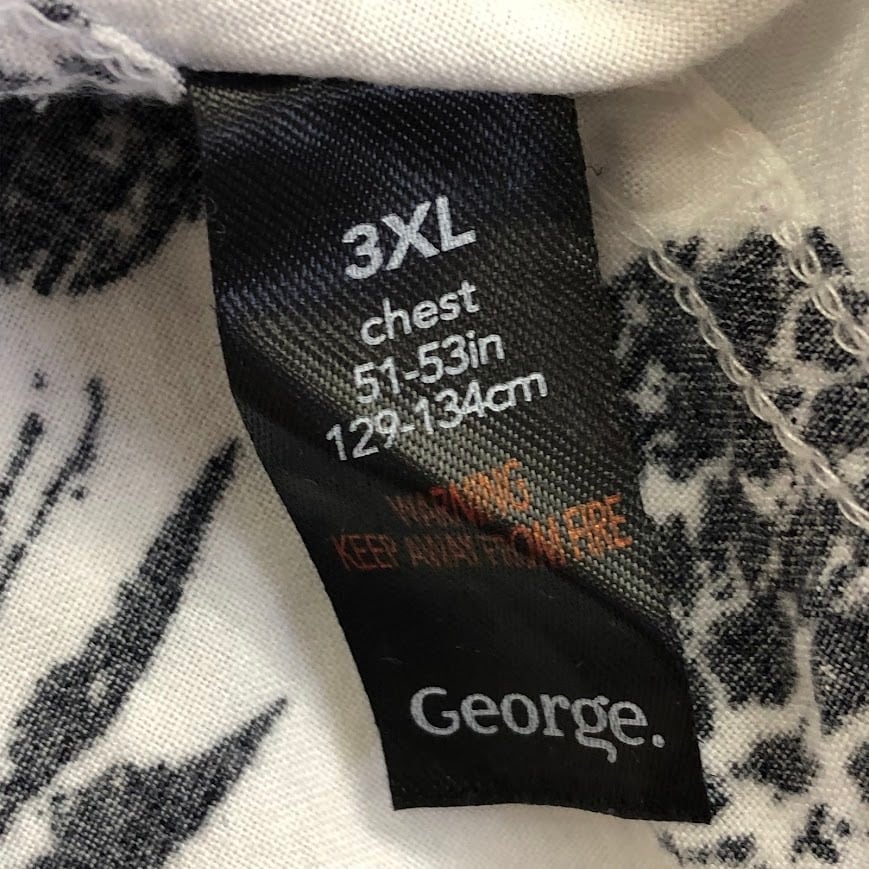 3XL
chest
51-53in
129-134cm
WARNING
KEEP AWAY FROM FIRE
George.